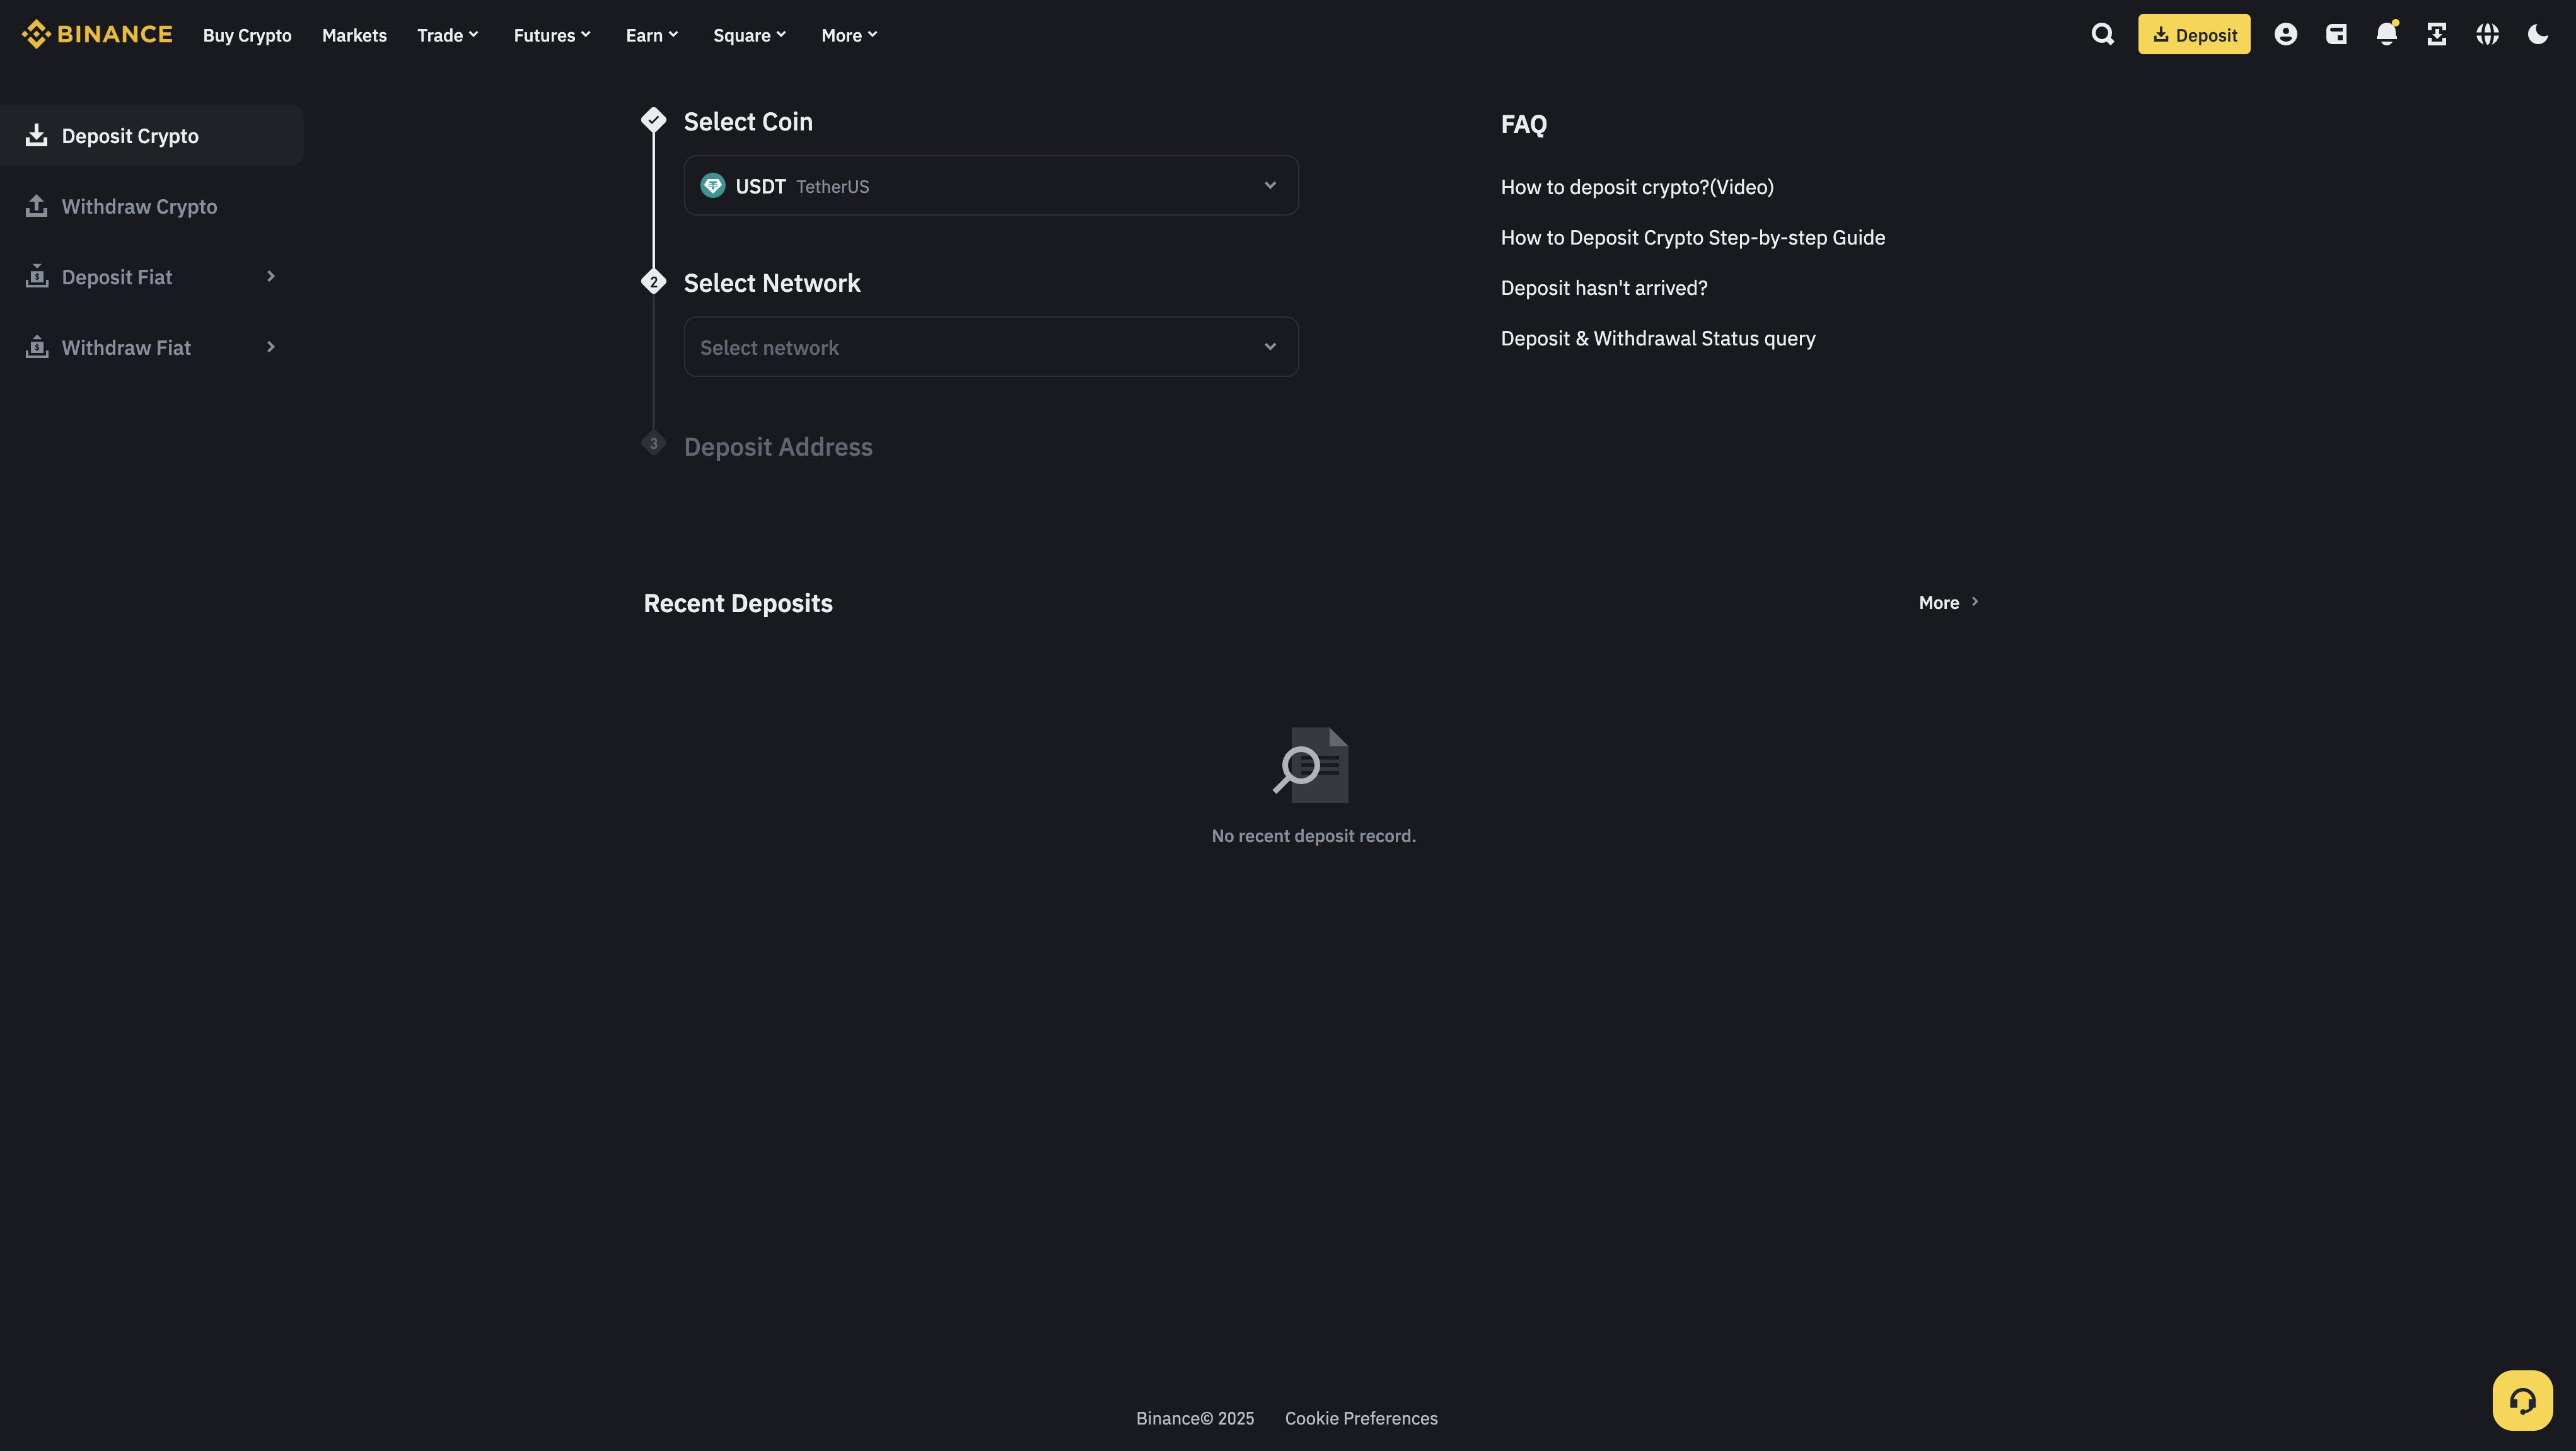 BINANCE Buy Crypto Markets Trade Futures Earn Square More Deposit
Deposit Crypto
Withdraw Crypto
Deposit Fiat
Withdraw Fiat
Select Coin
USDT TetherUS
2 Select Network
Select network
3 Deposit Address
FAQ
How to deposit crypto?(Video)
How to Deposit Crypto Step-by-step Guide
Deposit hasn't arrived?
Deposit & Withdrawal Status query
Recent Deposits More
No recent deposit record.
Binance© 2025 Cookie Preferences